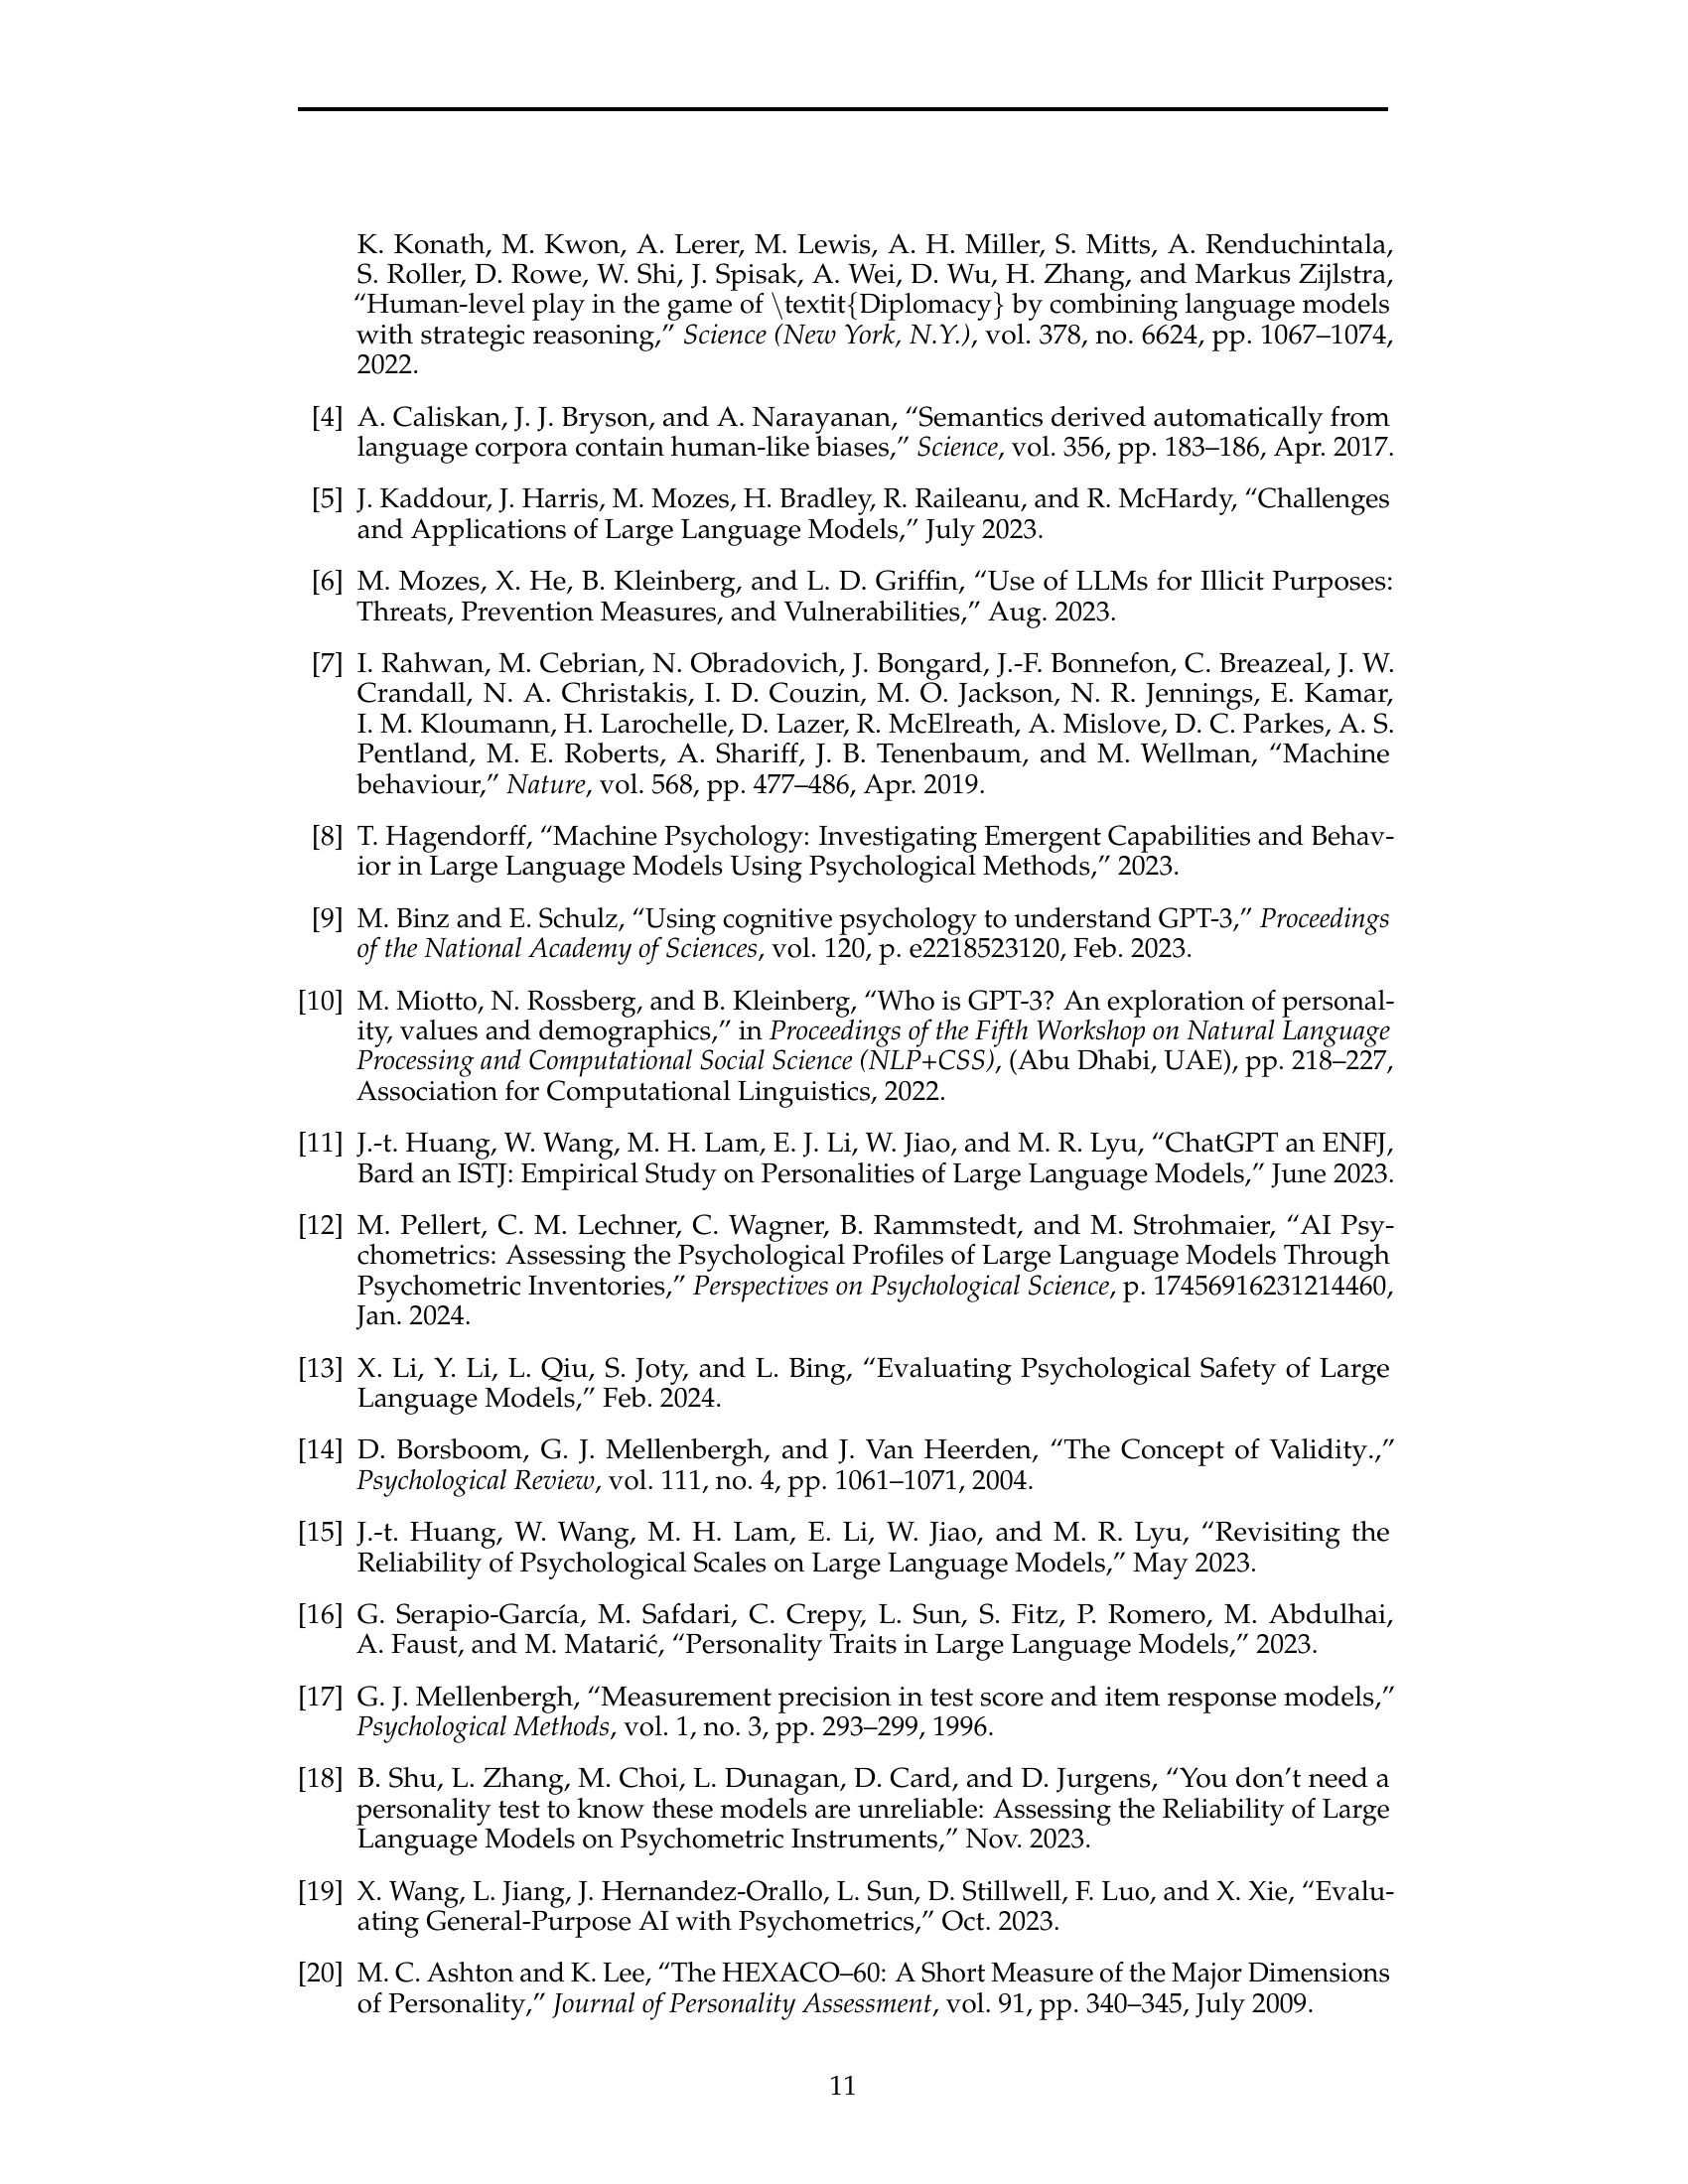 K. Konath, M. Kwon, A. Lerer, M. Lewis, A. H. Miller, S. Mitts, A. Renduchintala,
S. Roller, D. Rowe, W. Shi, J. Spisak, A. Wei, D. Wu, H. Zhang, and Markus Zijlstra,
“Human-level play in the game of \textit{Diplomacy} by combining language models
with strategic reasoning,” Science (New York, N.Y.), vol. 378, no. 6624, pp. 1067–1074,
2022.
[4] A. Caliskan, J. J. Bryson, and A. Narayanan, “Semantics derived automatically from
language corpora contain human-like biases,” Science, vol. 356, pp. 183–186, Apr. 2017.
[5] J. Kaddour, J. Harris, M. Mozes, H. Bradley, R. Raileanu, and R. McHardy, “Challenges
and Applications of Large Language Models,” July 2023.
[6] M. Mozes, X. He, B. Kleinberg, and L. D. Griffin, “Use of LLMs for Illicit Purposes:
Threats, Prevention Measures, and Vulnerabilities,” Aug. 2023.
[7] I. Rahwan, M. Cebrian, N. Obradovich, J. Bongard, J.-F. Bonnefon, C. Breazeal, J. W.
Crandall, N. A. Christakis, I. D. Couzin, M. O. Jackson, N. R. Jennings, E. Kamar,
I. M. Kloumann, H. Larochelle, D. Lazer, R. McElreath, A. Mislove, D. C. Parkes, A. S.
Pentland, M. E. Roberts, A. Shariff, J. B. Tenenbaum, and M. Wellman, “Machine
behaviour,” Nature, vol. 568, pp. 477–486, Apr. 2019.
[8] T. Hagendorff, “Machine Psychology: Investigating Emergent Capabilities and Behav-
ior in Large Language Models Using Psychological Methods,” 2023.
[9] M. Binz and E. Schulz, “Using cognitive psychology to understand GPT-3,” Proceedings
of the National Academy of Sciences, vol. 120, p. e2218523120, Feb. 2023.
[10] M. Miotto, N. Rossberg, and B. Kleinberg, “Who is GPT-3? An exploration of personal-
ity, values and demographics,” in Proceedings of the Fifth Workshop on Natural Language
Processing and Computational Social Science (NLP+CSS), (Abu Dhabi, UAE), pp. 218–227,
Association for Computational Linguistics, 2022.
[11] J.-t. Huang, W. Wang, M. H. Lam, E. J. Li, W. Jiao, and M. R. Lyu, “ChatGPT an ENFJ,
Bard an ISTJ: Empirical Study on Personalities of Large Language Models,” June 2023.
[12] M. Pellert, C. M. Lechner, C. Wagner, B. Rammstedt, and M. Strohmaier, “AI Psy-
chometrics: Assessing the Psychological Profiles of Large Language Models Through
Psychometric Inventories,” Perspectives on Psychological Science, p. 17456916231214460,
Jan. 2024.
[13] X. Li, Y. Li, L. Qiu, S. Joty, and L. Bing, “Evaluating Psychological Safety of Large
Language Models,” Feb. 2024.
[14] D. Borsboom, G. J. Mellenbergh, and J. Van Heerden, “The Concept of Validity.,”
Psychological Review, vol. 111, no. 4, pp. 1061–1071, 2004.
[15] J.-t. Huang, W. Wang, M. H. Lam, E. Li, W. Jiao, and M. R. Lyu, “Revisiting the
Reliability of Psychological Scales on Large Language Models,” May 2023.
[16] G. Serapio-García, M. Safdari, C. Crepy, L. Sun, S. Fitz, P. Romero, M. Abdulhai,
A. Faust, and M. Matarić, “Personality Traits in Large Language Models,” 2023.
[17] G. J. Mellenbergh, “Measurement precision in test score and item response models,”
Psychological Methods, vol. 1, no. 3, pp. 293–299, 1996.
[18] B. Shu, L. Zhang, M. Choi, L. Dunagan, D. Card, and D. Jurgens, “You don’t need a
personality test to know these models are unreliable: Assessing the Reliability of Large
Language Models on Psychometric Instruments,” Nov. 2023.
[19] X. Wang, L. Jiang, J. Hernandez-Orallo, L. Sun, D. Stillwell, F. Luo, and X. Xie, “Evalu-
ating General-Purpose AI with Psychometrics,” Oct. 2023.
[20] M. C. Ashton and K. Lee, “The HEXACO–60: A Short Measure of the Major Dimensions
of Personality,” Journal of Personality Assessment, vol. 91, pp. 340–345, July 2009.
11